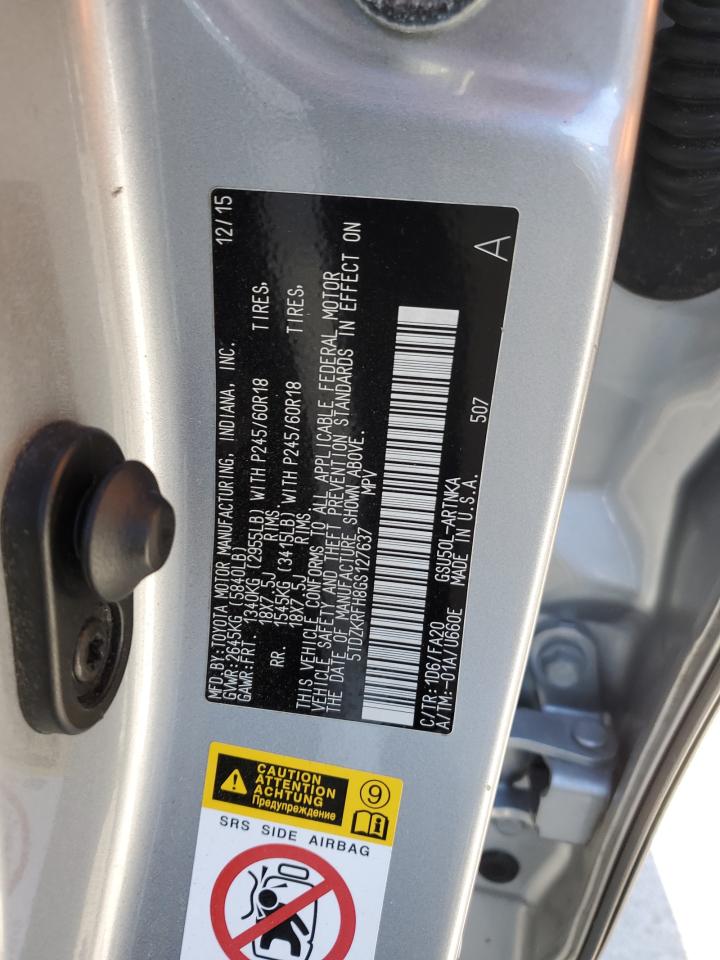 MFD.BY:TOYOTA MOTOR MANUFACTURING, INDIANA, INC. 12/15
GVWR:2645KG (5840LB)
GAWR:FRT. 1340KG (2955LB) WITH P245/60R18 TIRES,
18X7.5J RIMS,
RR. 1545KG (3415LB) WITH P245/60R18 TIRES,
18X7.5J RIMS,
THIS VEHICLE CONFORMS TO ALL APPLICABLE FEDERAL MOTOR
VEHICLE SAFETY AND THEFT PREVENTION STANDARDS IN EFFECT ON
THE DATE OF MANUFACTURE SHOWN ABOVE.
5TDZKRFH8GS127637 MPV
C/TR:1D6/FA20 GSU50L-ARTNKA 507 A
A/TM:-01A/U660E MADE IN U.S.A.
CAUTION
ATTENTION
ACHTUNG
Предупреждение
9
i
SRS SIDE AIRBAG